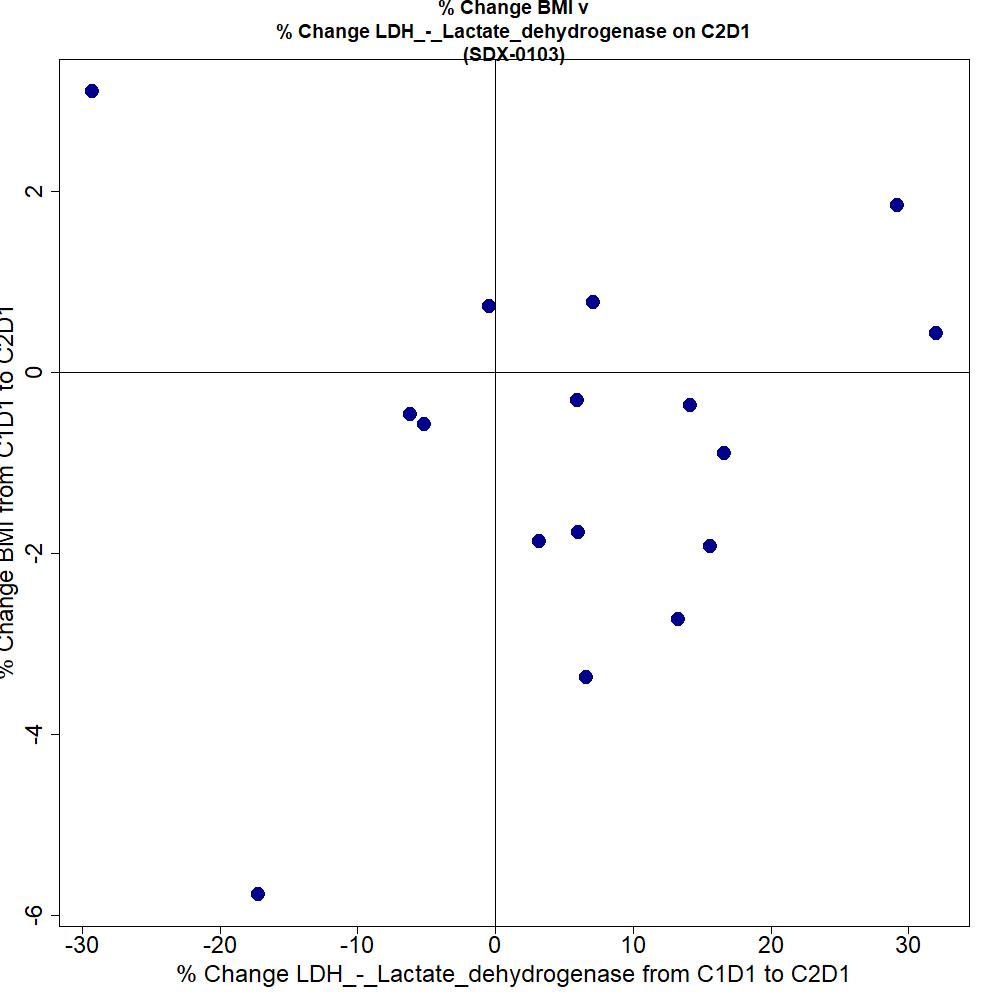 % Change BMI v
% Change LDH_-_Lactate_dehydrogenase on C2D1
(SDX-0103)
% Change BMI from C1D1 to C2D1
2
0
-2
-4
-6
-30
-20
-10
0
10
20
30
% Change LDH_-_Lactate_dehydrogenase from C1D1 to C2D1